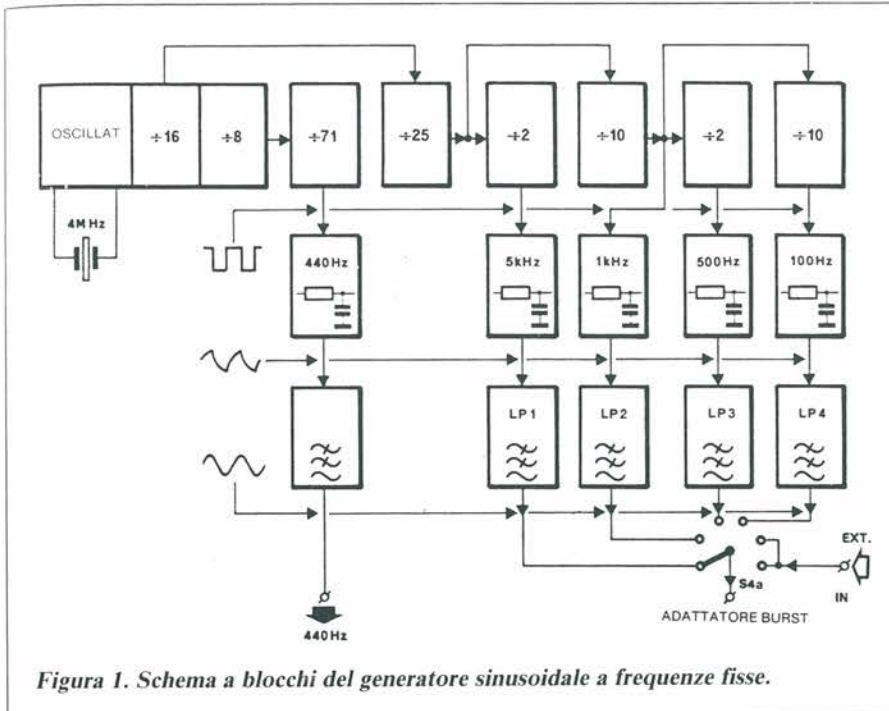 OSCILLAT ÷16 ÷8 ÷71 ÷25 ÷2 ÷10 ÷2 ÷10
4MHz
440Hz 5kHz 1kHz 500Hz 100Hz
LP1 LP2 LP3 LP4
EXT.
S4a
IN
ADATTATORE BURST
440Hz
Figura 1. Schema a blocchi del generatore sinusoidale a frequenze fisse.